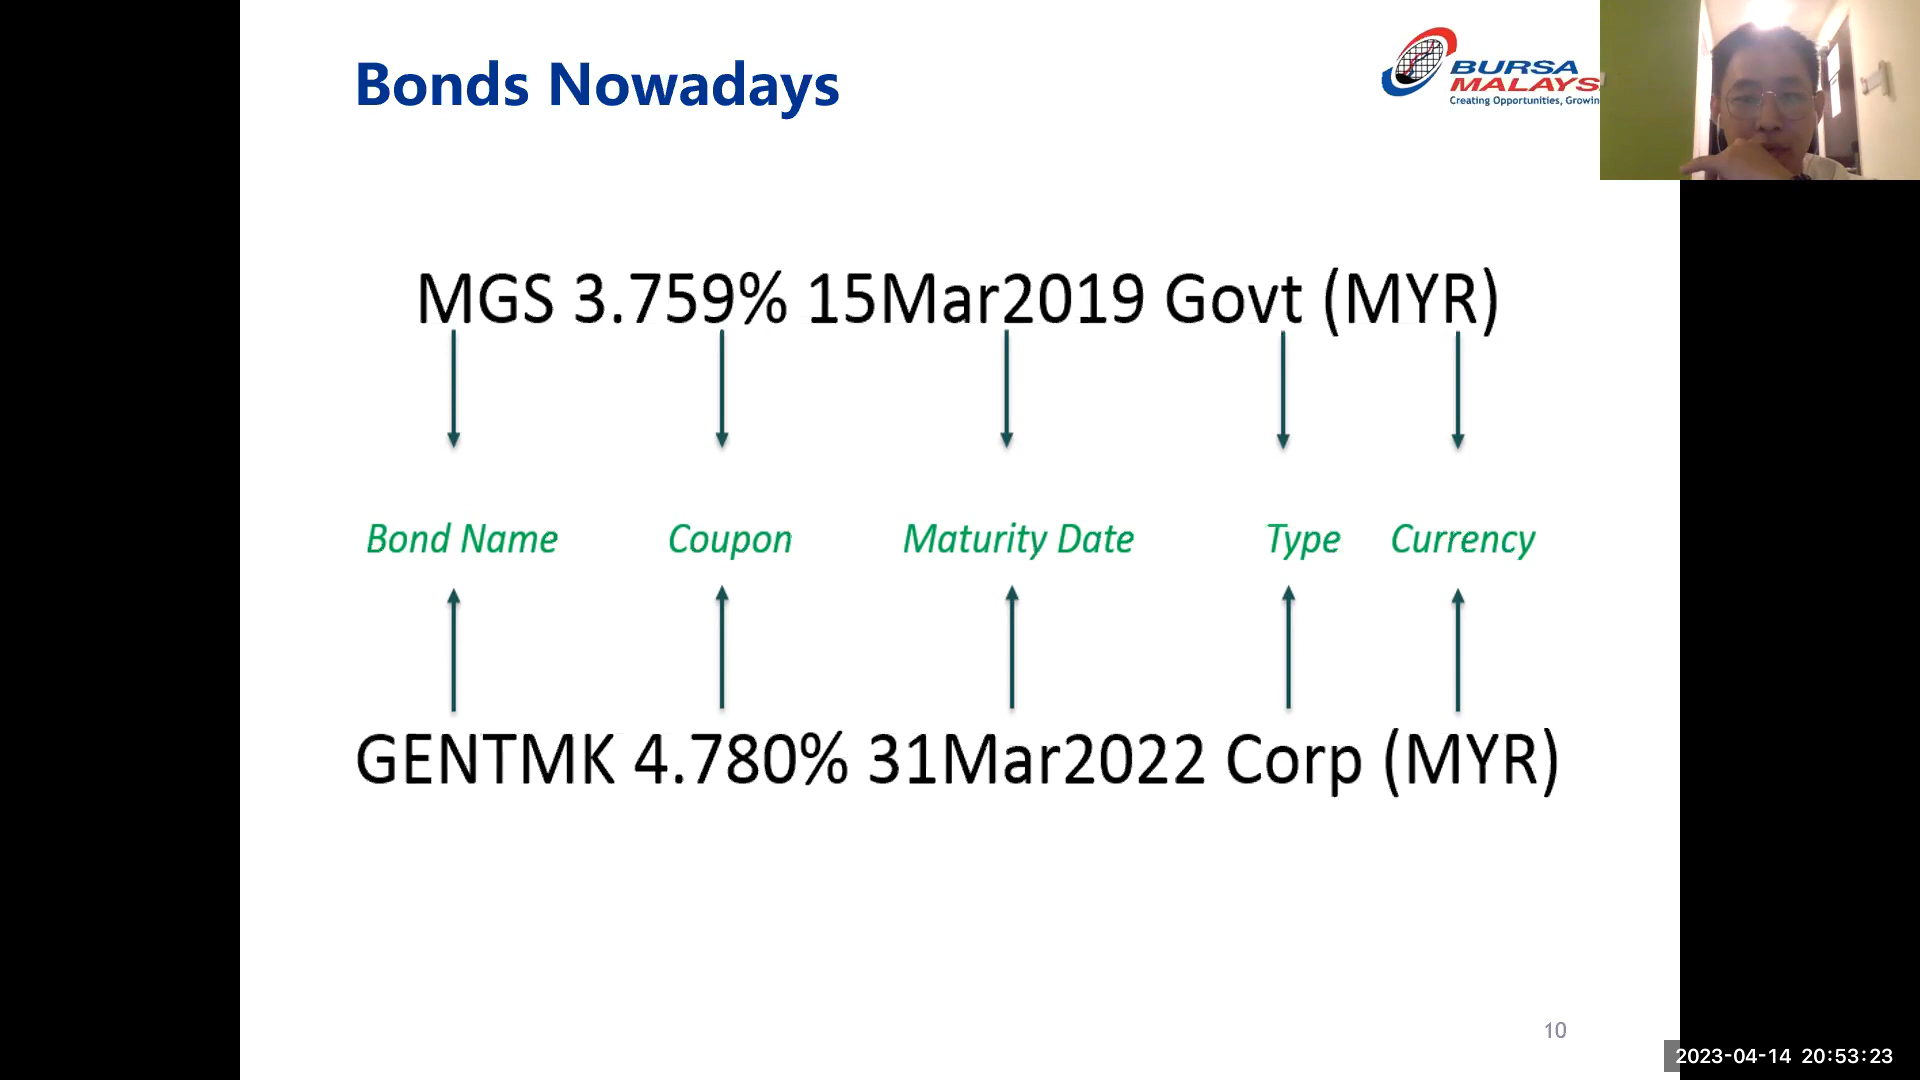 Bonds Nowadays
BURSA
MALAYS
Creating Opportunities, Growin
MGS 3.759% 15Mar2019 Govt (MYR)
Bond Name Coupon Maturity Date Type Currency
GENTMK 4.780% 31Mar2022 Corp (MYR)
10
2023-04-14 20:53:23